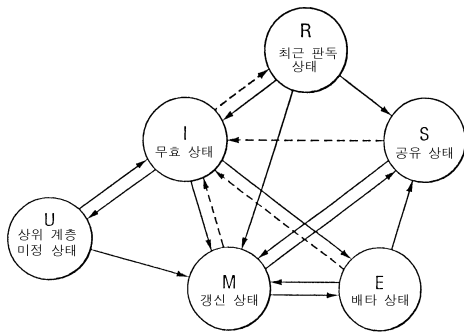 R
최근 판독
상태
I
무효 상태
S
공유 상태
U
상위 계층
미정 상태
M
갱신 상태
E
배타 상태